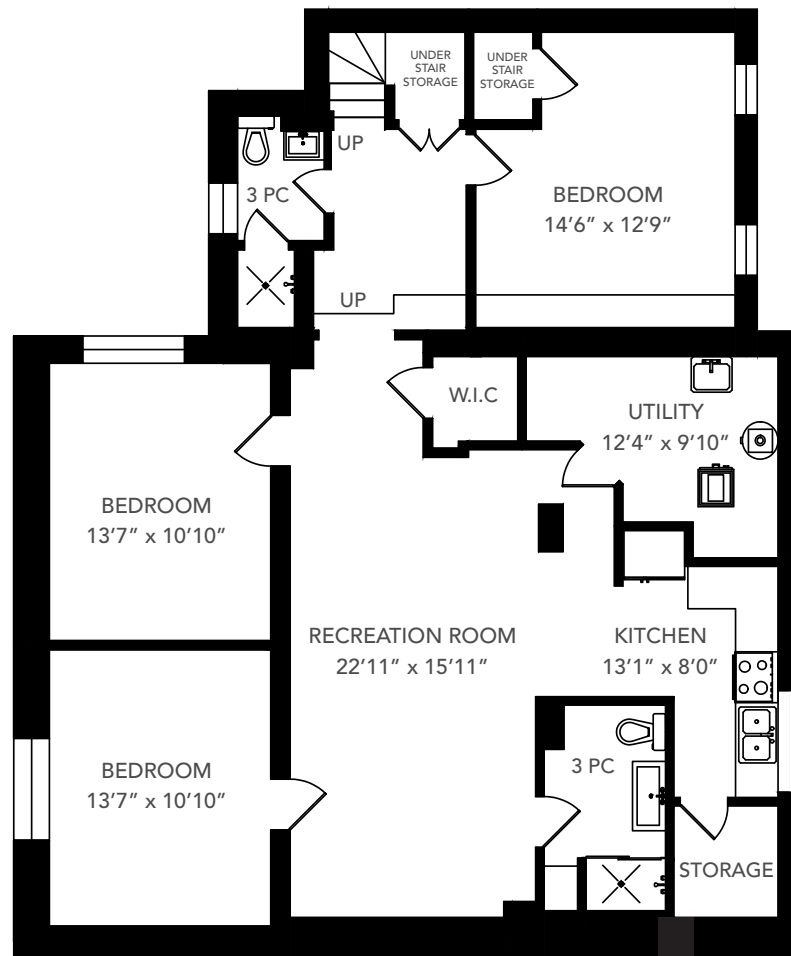 UNDER
STAIR
STORAGE
UNDER
STAIR
STORAGE
UP
3 PC
BEDROOM
14’6” x 12’9”
UP
W.I.C
UTILITY
12’4” x 9’10”
BEDROOM
13’7” x 10’10”
RECREATION ROOM
22’11” x 15’11”
KITCHEN
13’1” x 8’0”
BEDROOM
13’7” x 10’10”
3 PC
STORAGE